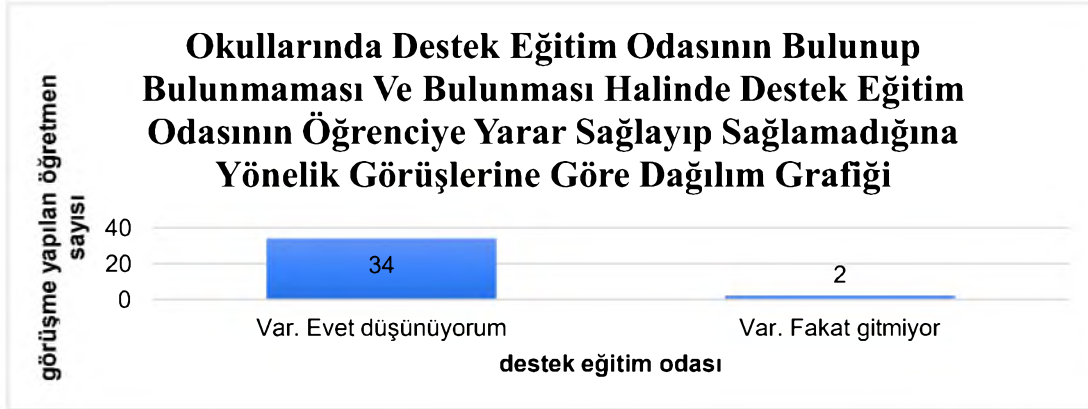 Okullarında Destek Eğitim Odasının Bulunup
Bulunmaması Ve Bulunması Halinde Destek Eğitim
Odasının Öğrenciye Yarar Sağlayıp Sağlamadığına
Yönelik Görüşlerine Göre Dağılım Grafiği
görüşme yapılan öğretmen
sayısı
40
20
0
34
2
Var. Evet düşünüyorum
Var. Fakat gitmiyor
destek eğitim odası